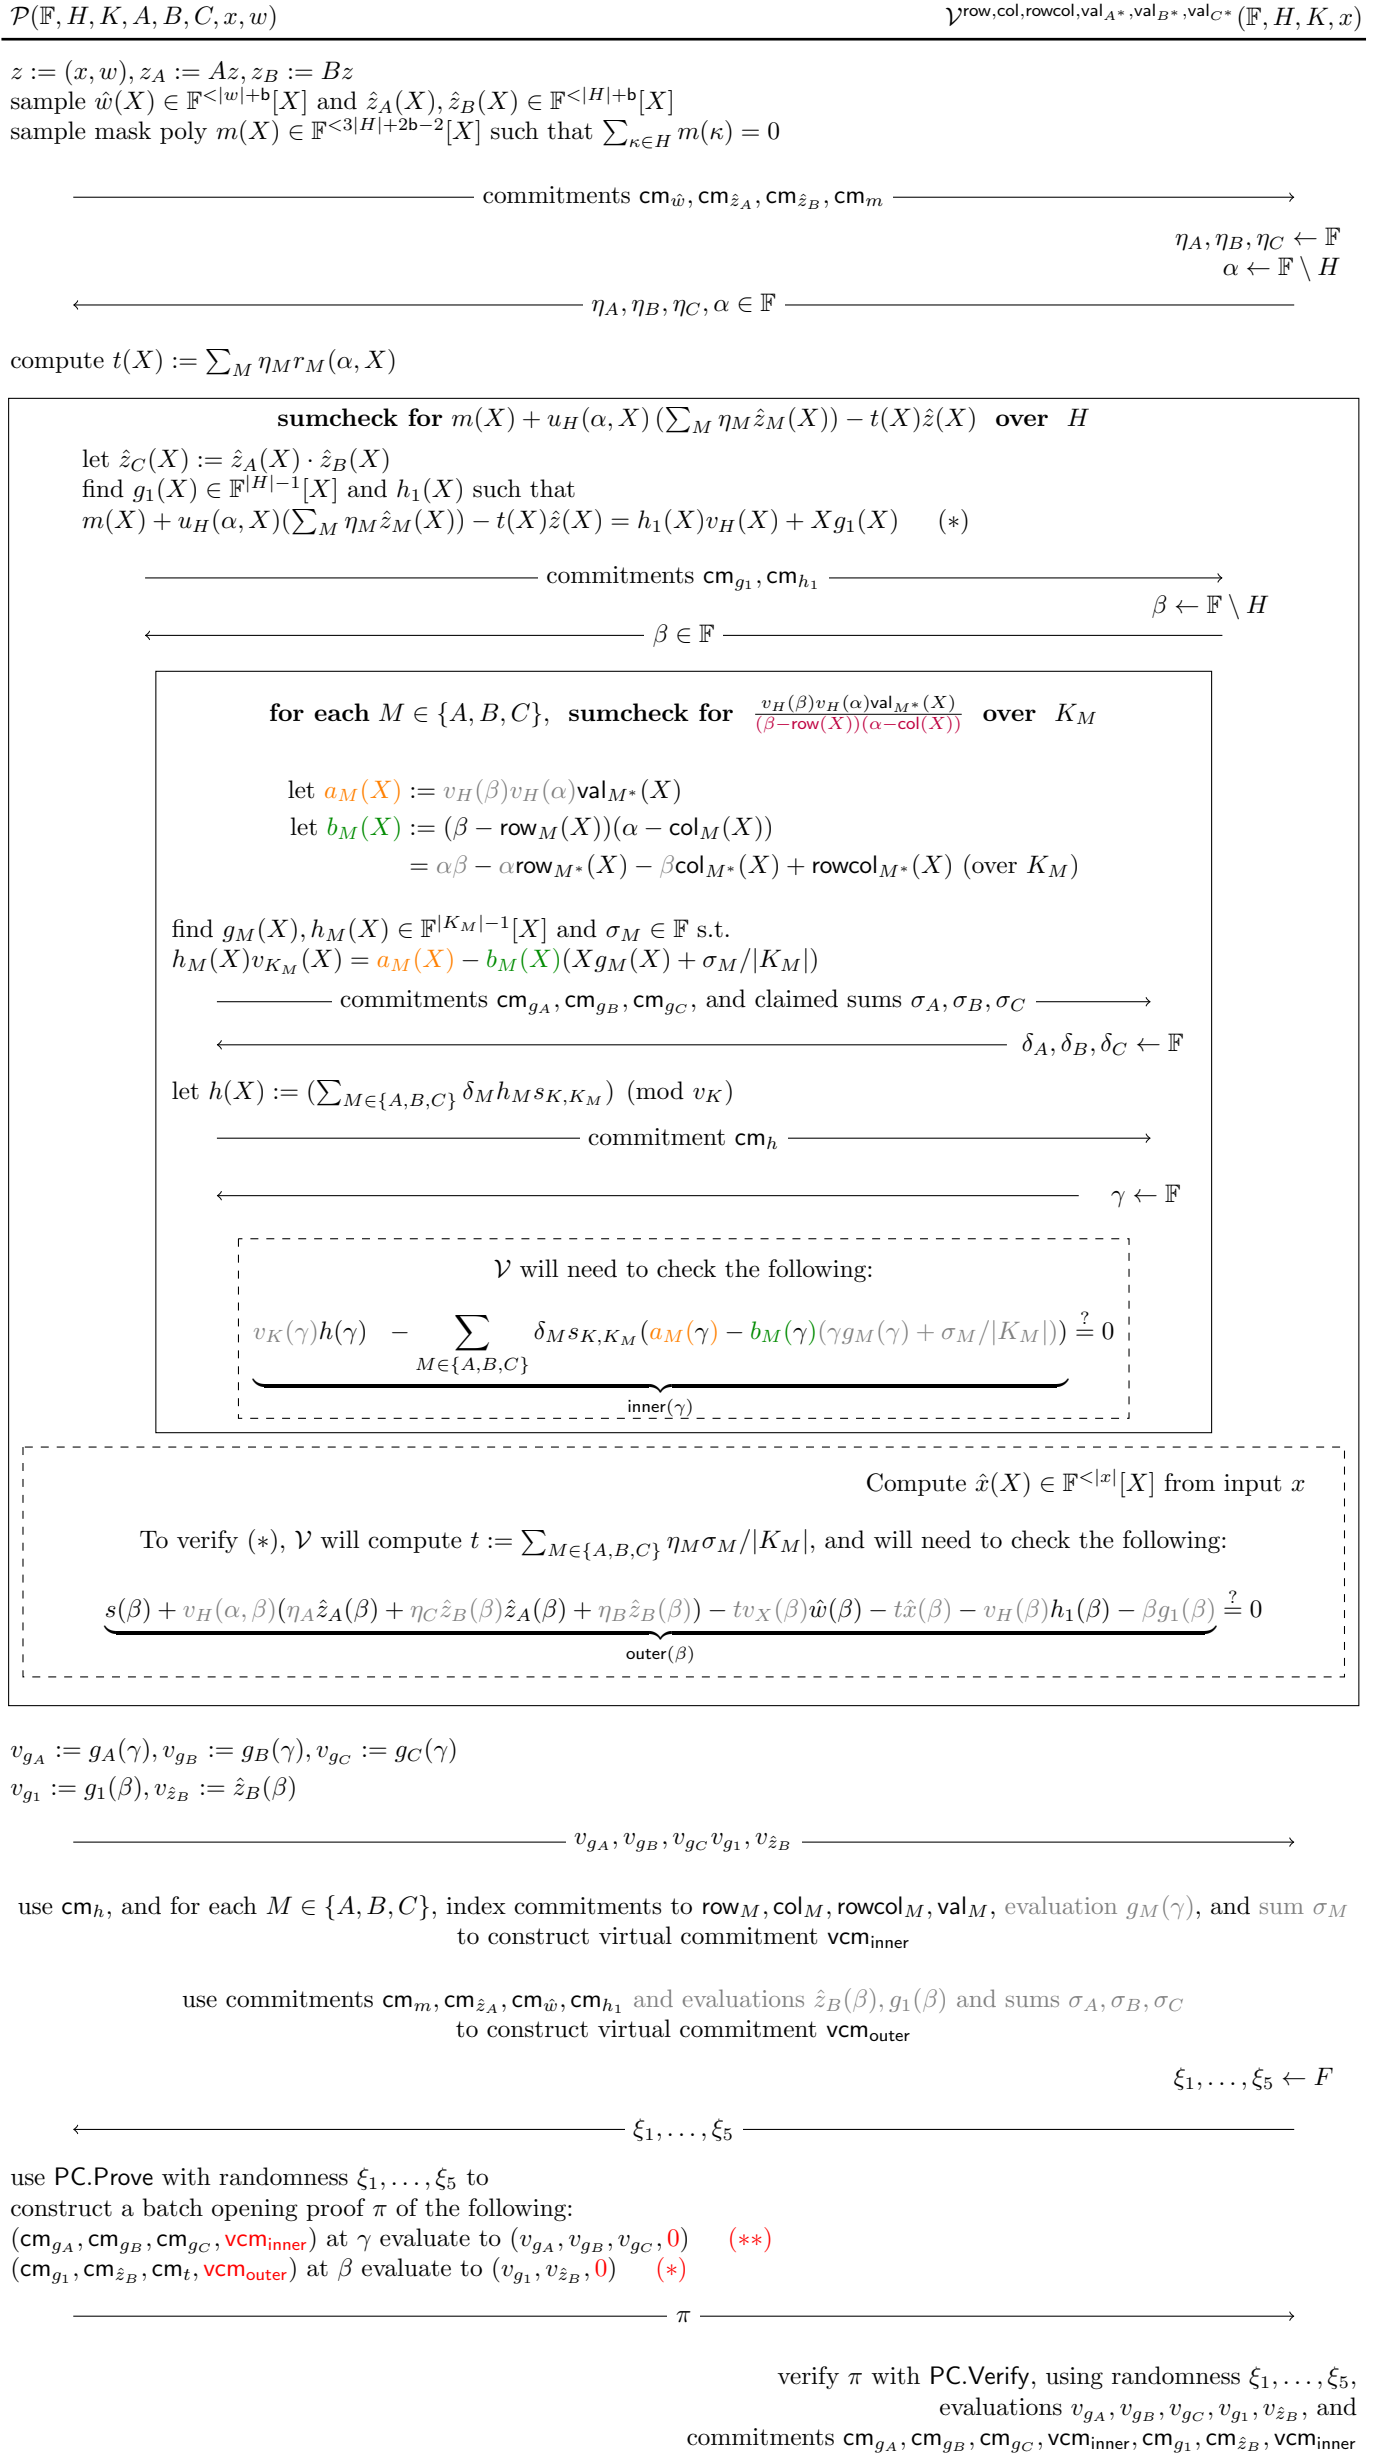 𝒫(𝔽, H, K, A, B, C, x, w) 𝒱^{row,col,rowcol,val_{A*},val_{B*},val_{C*}}(𝔽, H, K, x)
z := (x, w), z_A := Az, z_B := Bz
sample ŵ(X) ∈ 𝔽^{<|w|+b}[X] and ẑ_A(X), ẑ_B(X) ∈ 𝔽^{<|H|+b}[X]
sample mask poly m(X) ∈ 𝔽^{<3|H|+2b−2}[X] such that ∑_{κ∈H} m(κ) = 0
commitments cm_ŵ, cm_{ẑ_A}, cm_{ẑ_B}, cm_m
η_A, η_B, η_C ← 𝔽
α ← 𝔽 \ H
η_A, η_B, η_C, α ∈ 𝔽
compute t(X) := ∑_M η_M r_M(α, X)
sumcheck for m(X) + u_H(α, X) (∑_M η_M ẑ_M(X)) − t(X)ẑ(X) over H
let ẑ_C(X) := ẑ_A(X) · ẑ_B(X)
find g_1(X) ∈ 𝔽^{|H|−1}[X] and h_1(X) such that
m(X) + u_H(α, X)(∑_M η_M ẑ_M(X)) − t(X)ẑ(X) = h_1(X)v_H(X) + Xg_1(X) (∗)
commitments cm_{g_1}, cm_{h_1}
β ← 𝔽 \ H
β ∈ 𝔽
for each M ∈ {A, B, C}, sumcheck for \frac{v_H(β)v_H(α)val_{M*}(X)}{(β−row(X))(α−col(X))} over K_M
let a_M(X) := v_H(β)v_H(α)val_{M*}(X)
let b_M(X) := (β − row_M(X))(α − col_M(X))
= αβ − αrow_{M*}(X) − βcol_{M*}(X) + rowcol_{M*}(X) (over K_M)
find g_M(X), h_M(X) ∈ 𝔽^{|K_M|−1}[X] and σ_M ∈ 𝔽 s.t.
h_M(X)v_{K_M}(X) = a_M(X) − b_M(X)(Xg_M(X) + σ_M/|K_M|)
commitments cm_{g_A}, cm_{g_B}, cm_{g_C}, and claimed sums σ_A, σ_B, σ_C
δ_A, δ_B, δ_C ← 𝔽
let h(X) := (∑_{M∈{A,B,C}} δ_M h_M s_{K,K_M}) (mod v_K)
commitment cm_h
γ ← 𝔽
𝒱 will need to check the following:
v_K(γ)h(γ) − ∑_{M∈{A,B,C}} δ_M s_{K,K_M}(a_M(γ) − b_M(γ)(γg_M(γ) + σ_M/|K_M|)) ≟ 0
inner(γ)
Compute x̂(X) ∈ 𝔽^{<|x|}[X] from input x
To verify (∗), 𝒱 will compute t := ∑_{M∈{A,B,C}} η_M σ_M/|K_M|, and will need to check the following:
s(β) + v_H(α, β)(η_A ẑ_A(β) + η_C ẑ_B(β)ẑ_A(β) + η_B ẑ_B(β)) − tv_X(β)ŵ(β) − tx̂(β) − v_H(β)h_1(β) − βg_1(β) ≟ 0
outer(β)
v_{g_A} := g_A(γ), v_{g_B} := g_B(γ), v_{g_C} := g_C(γ)
v_{g_1} := g_1(β), v_{ẑ_B} := ẑ_B(β)
v_{g_A}, v_{g_B}, v_{g_C} v_{g_1}, v_{ẑ_B}
use cm_h, and for each M ∈ {A, B, C}, index commitments to row_M, col_M, rowcol_M, val_M, evaluation g_M(γ), and sum σ_M
to construct virtual commitment vcm_inner
use commitments cm_m, cm_{ẑ_A}, cm_ŵ, cm_{h_1} and evaluations ẑ_B(β), g_1(β) and sums σ_A, σ_B, σ_C
to construct virtual commitment vcm_outer
ξ_1, …, ξ_5 ← F
ξ_1, …, ξ_5
use PC.Prove with randomness ξ_1, …, ξ_5 to
construct a batch opening proof π of the following:
(cm_{g_A}, cm_{g_B}, cm_{g_C}, vcm_inner) at γ evaluate to (v_{g_A}, v_{g_B}, v_{g_C}, 0) (∗∗)
(cm_{g_1}, cm_{ẑ_B}, cm_t, vcm_outer) at β evaluate to (v_{g_1}, v_{ẑ_B}, 0) (∗)
π
verify π with PC.Verify, using randomness ξ_1, …, ξ_5,
evaluations v_{g_A}, v_{g_B}, v_{g_C}, v_{g_1}, v_{ẑ_B}, and
commitments cm_{g_A}, cm_{g_B}, cm_{g_C}, vcm_inner, cm_{g_1}, cm_{ẑ_B}, vcm_inner